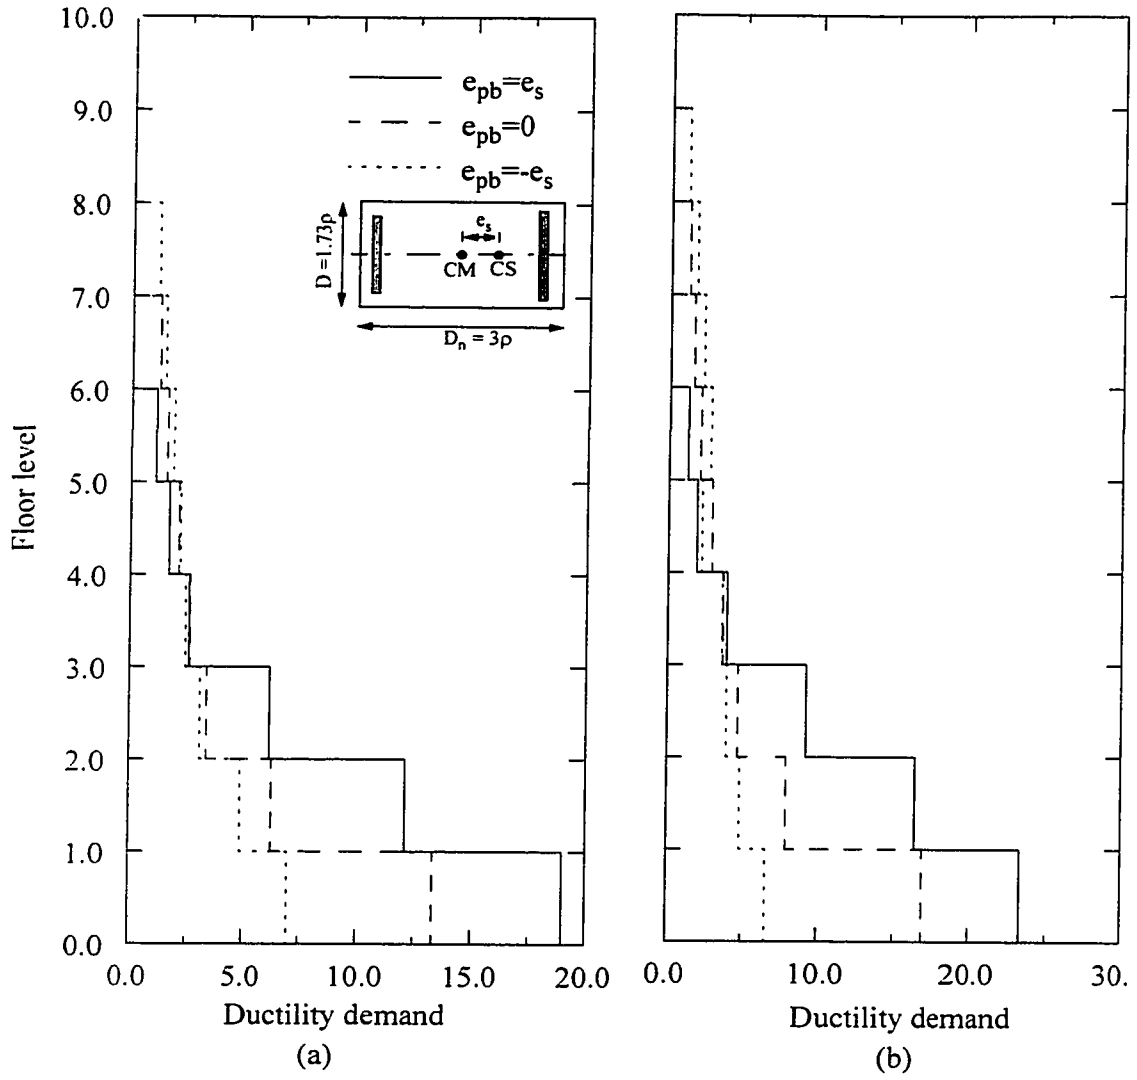 10.0
9.0
8.0
7.0
6.0
5.0
4.0
3.0
2.0
1.0
0.0
Floor level
e_pb=e_s
e_pb=0
e_pb=-e_s
D =1.73ρ
e_s
CM CS
D_n = 3ρ
0.0 5.0 10.0 15.0 20.0
Ductility demand
(a)
0.0 10.0 20.0 30.
Ductility demand
(b)